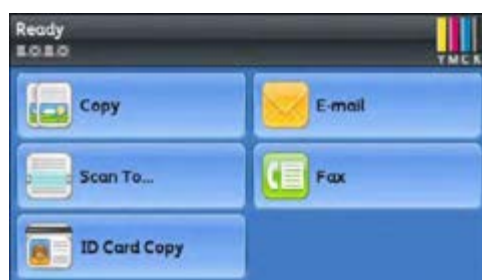 Ready
YMCK
Copy
E-mail
Scan To...
Fax
ID Card Copy